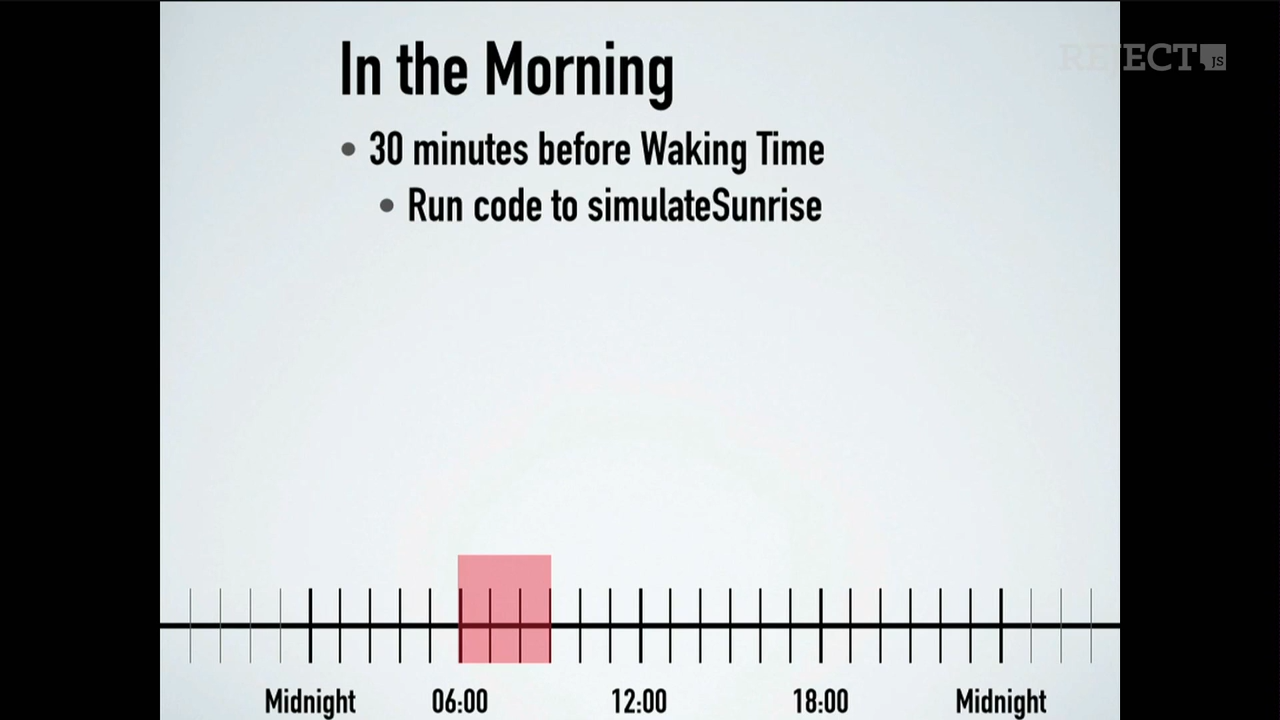 In the Morning
REJECT JS
• 30 minutes before Waking Time
• Run code to simulateSunrise
Midnight 06:00 12:00 18:00 Midnight